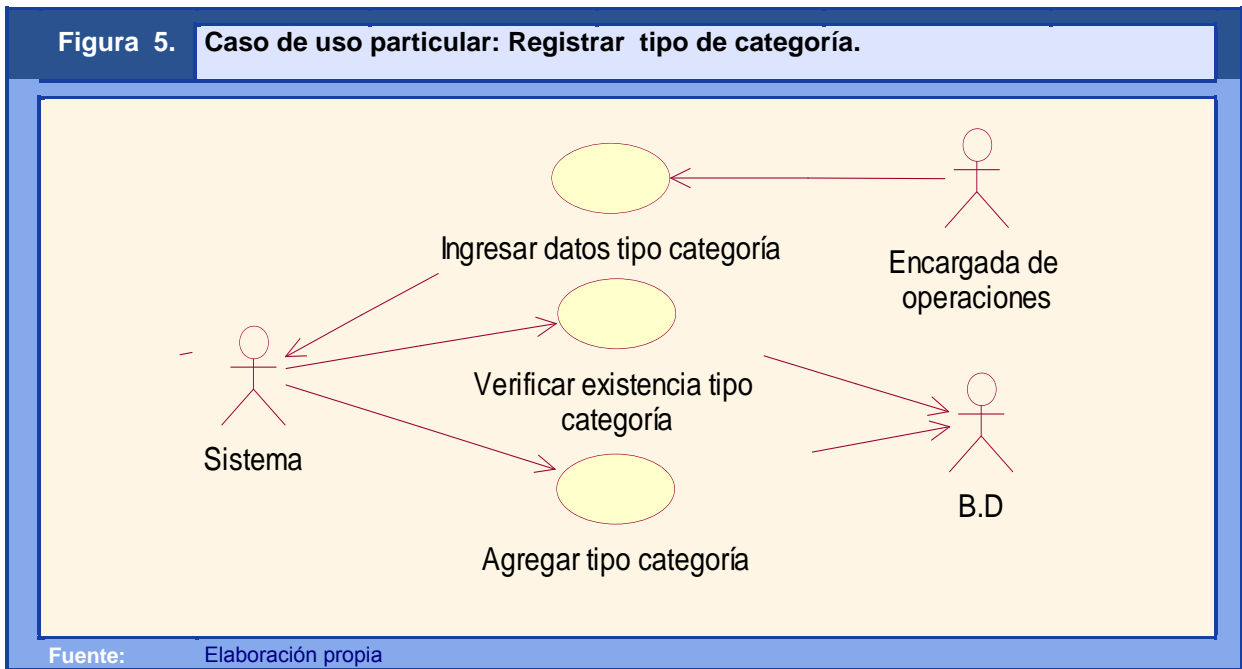 Figura 5. Caso de uso particular: Registrar tipo de categoría.
Ingresar datos tipo categoría
Encargada de
operaciones
Verificar existencia tipo
categoría
Sistema
B.D
Agregar tipo categoría
Fuente: Elaboración propia